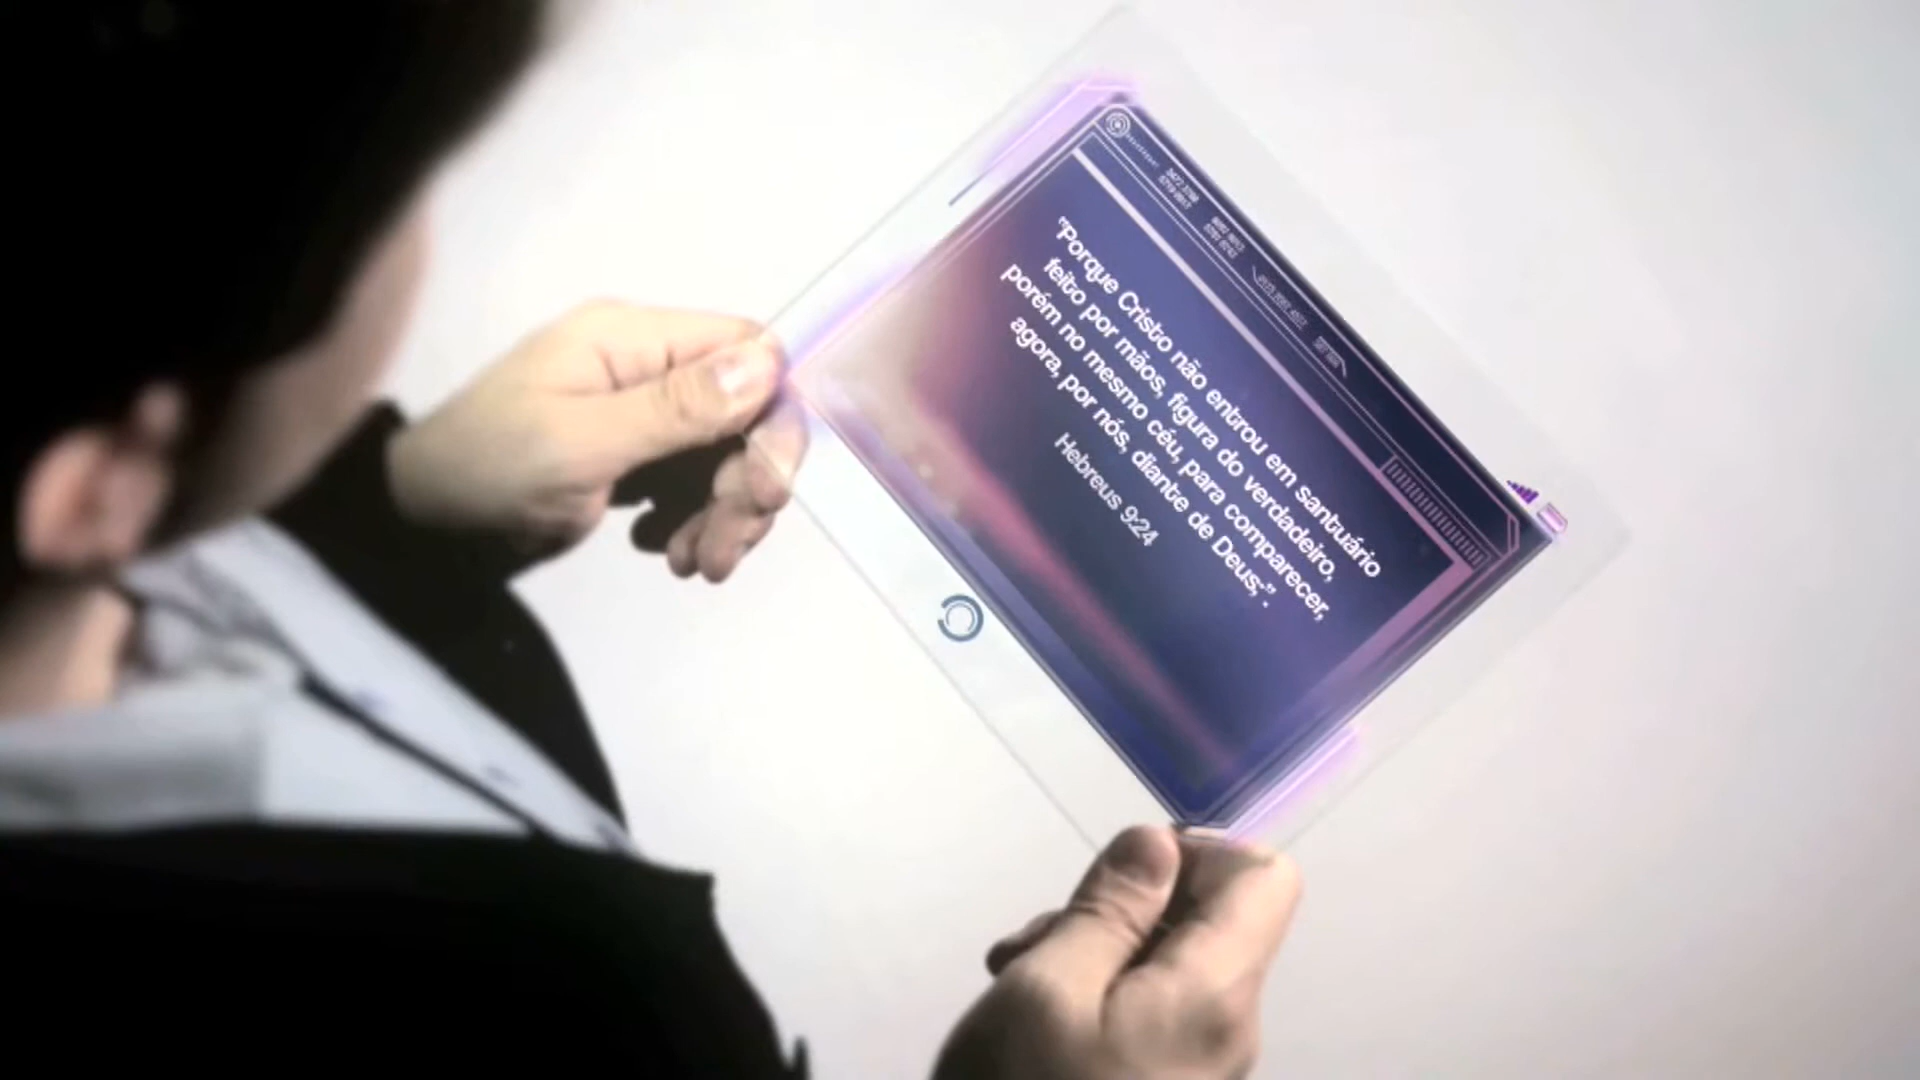 "Porque Cristo não entrou em santuário
feito por mãos, figura do verdadeiro,
porém no mesmo céu, para comparecer,
agora, por nós, diante de Deus;".
Hebreus 9:24